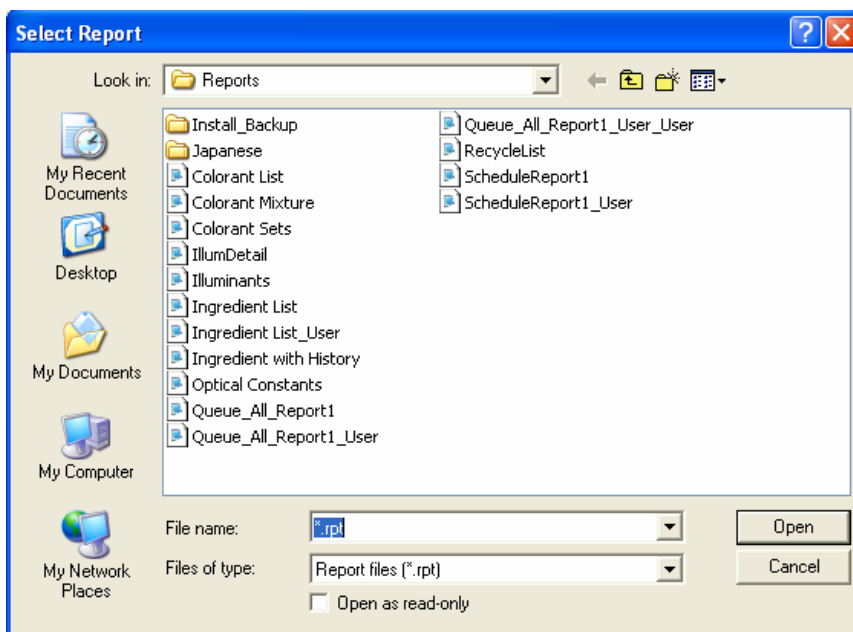 Select Report
Look in:
Reports
My Recent
Documents
Desktop
My Documents
My Computer
My Network
Places
Install_Backup
Japanese
Colorant List
Colorant Mixture
Colorant Sets
IllumDetail
Illuminants
Ingredient List
Ingredient List_User
Ingredient with History
Optical Constants
Queue_All_Report1
Queue_All_Report1_User
Queue_All_Report1_User_User
RecycleList
ScheduleReport1
ScheduleReport1_User
File name:
*.rpt
Open
Files of type:
Report files (*.rpt)
Cancel
Open as read-only